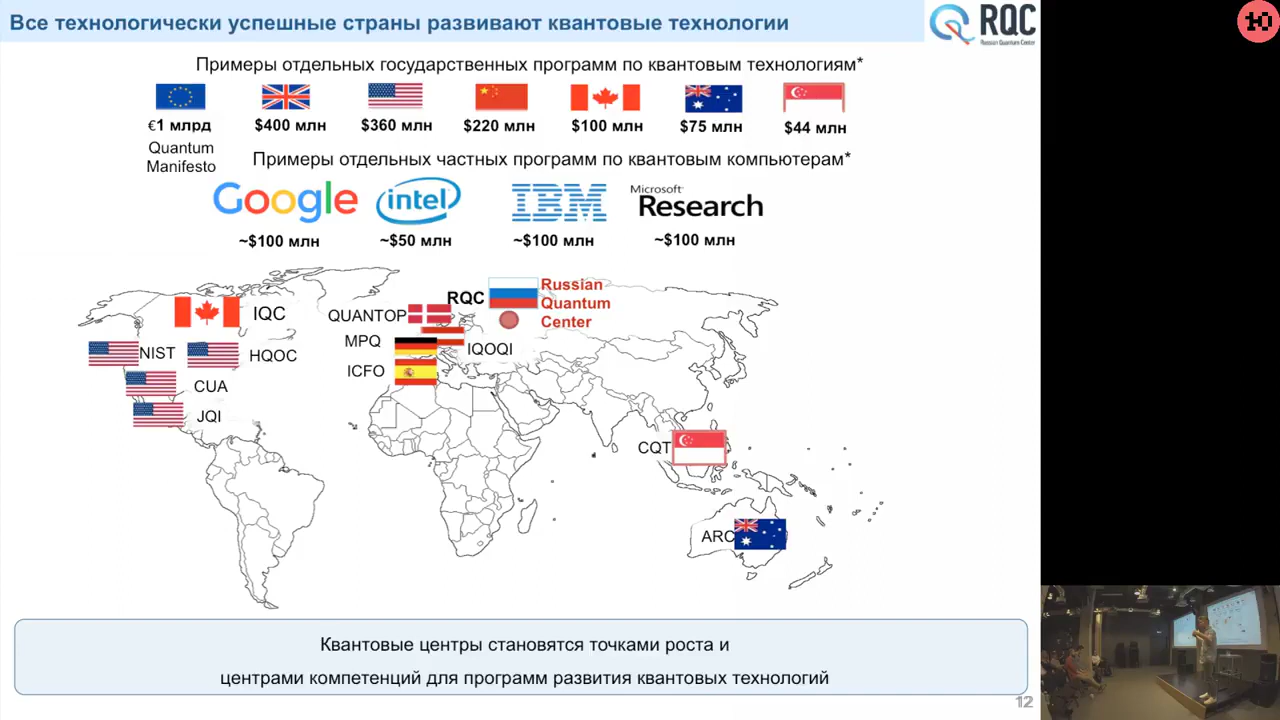 Все технологически успешные страны развивают квантовые технологии
RQC
Russian Quantum Center
Ю
Примеры отдельных государственных программ по квантовым технологиям*
€1 млрд $400 млн $360 млн $220 млн $100 млн $75 млн $44 млн
Quantum
Manifesto
Примеры отдельных частных программ по квантовым компьютерам*
Google intel IBM Microsoft Research
~$100 млн ~$50 млн ~$100 млн ~$100 млн
RQC
Russian
Quantum
Center
IQC
QUANTOP
MPQ
IQOQI
NIST
HQOC
ICFO
CUA
JQI
CQT
ARC
Квантовые центры становятся точками роста и
центрами компетенций для программ развития квантовых технологий
12